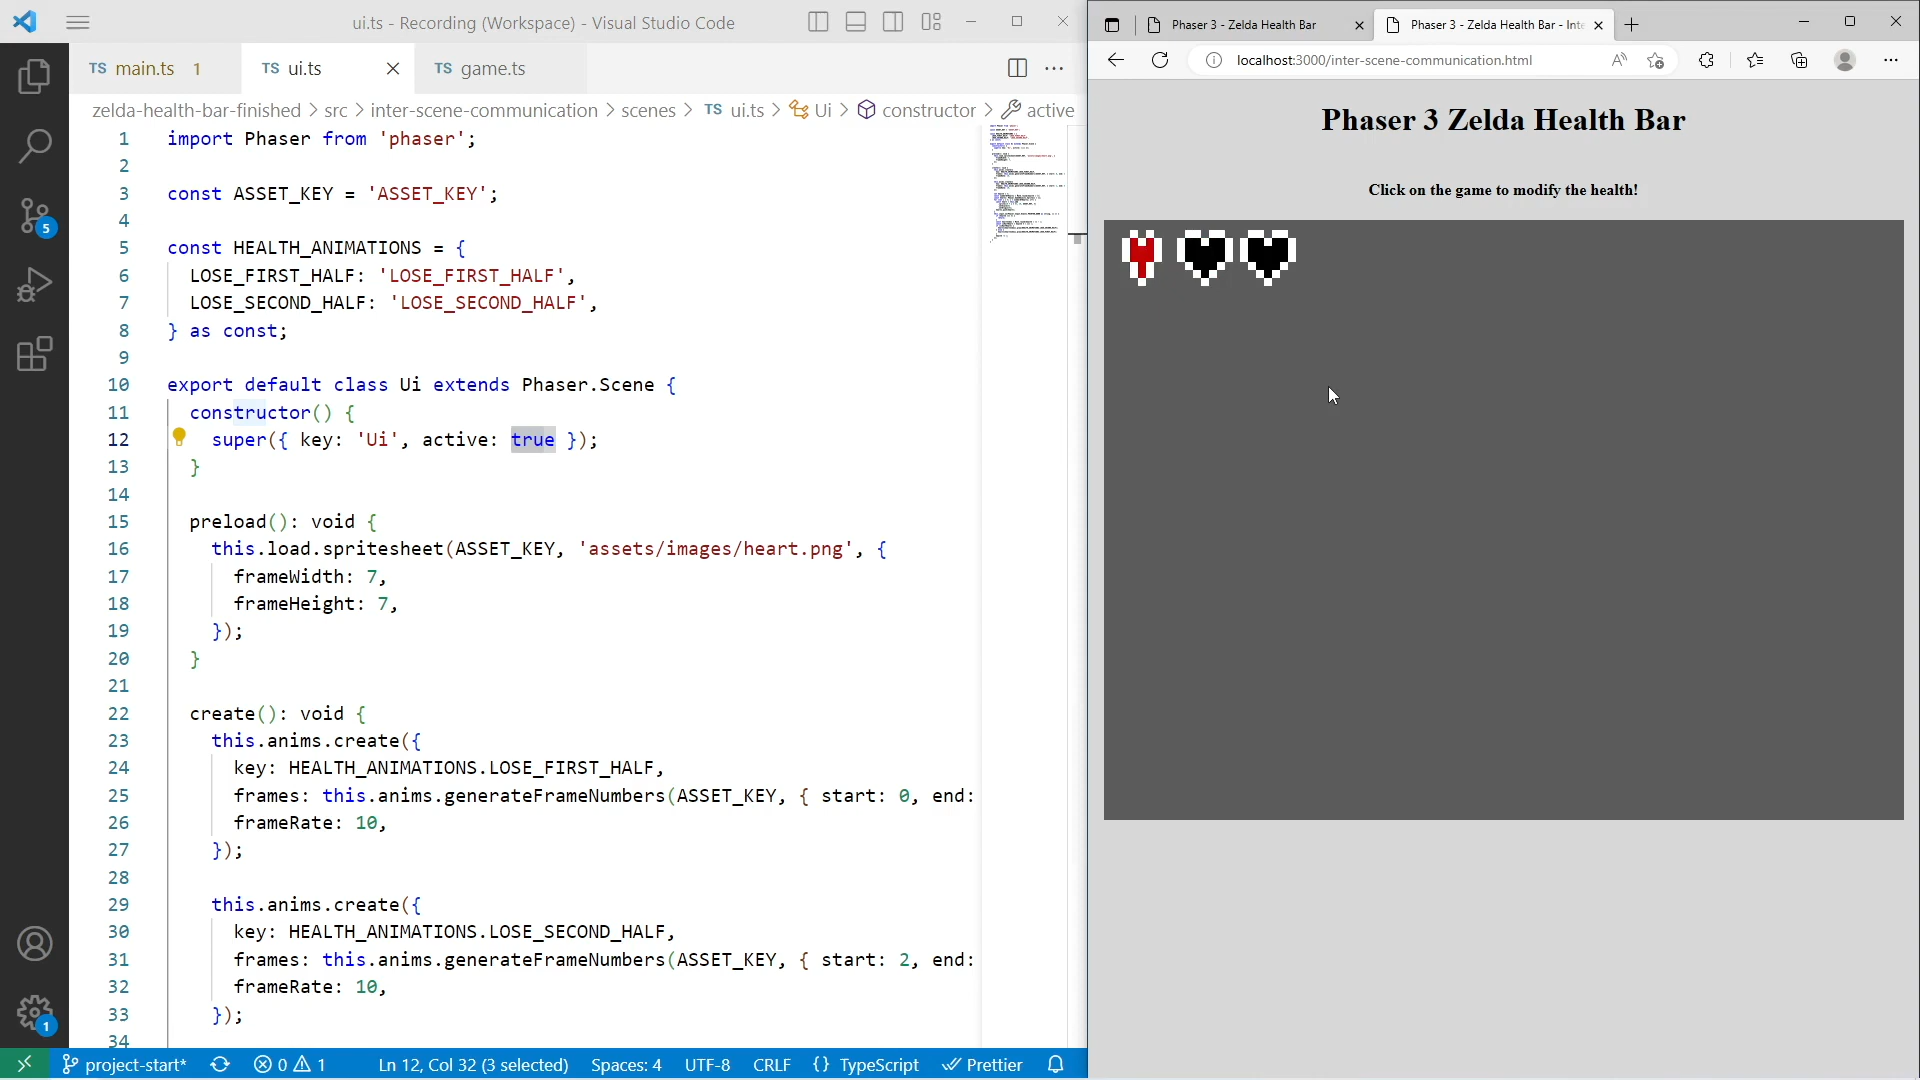 ui.ts - Recording (Workspace) - Visual Studio Code
TS main.ts 1
TS ui.ts
TS game.ts
zelda-health-bar-finished > src > inter-scene-communication > scenes > TS ui.ts > Ui > constructor > active
1 import Phaser from 'phaser';
2
3 const ASSET_KEY = 'ASSET_KEY';
4
5 const HEALTH_ANIMATIONS = {
6 LOSE_FIRST_HALF: 'LOSE_FIRST_HALF',
7 LOSE_SECOND_HALF: 'LOSE_SECOND_HALF',
8 } as const;
9
10 export default class Ui extends Phaser.Scene {
11 constructor() {
12 super({ key: 'Ui', active: true });
13 }
14
15 preload(): void {
16 this.load.spritesheet(ASSET_KEY, 'assets/images/heart.png', {
17 frameWidth: 7,
18 frameHeight: 7,
19 });
20 }
21
22 create(): void {
23 this.anims.create({
24 key: HEALTH_ANIMATIONS.LOSE_FIRST_HALF,
25 frames: this.anims.generateFrameNumbers(ASSET_KEY, { start: 0, end:
26 frameRate: 10,
27 });
28
29 this.anims.create({
30 key: HEALTH_ANIMATIONS.LOSE_SECOND_HALF,
31 frames: this.anims.generateFrameNumbers(ASSET_KEY, { start: 2, end:
32 frameRate: 10,
33 });
34
5
1
project-start* 0 1 Ln 12, Col 32 (3 selected) Spaces: 4 UTF-8 CRLF {} TypeScript Prettier
Phaser 3 - Zelda Health Bar
Phaser 3 - Zelda Health Bar - Inte
localhost:3000/inter-scene-communication.html
Phaser 3 Zelda Health Bar
Click on the game to modify the health!